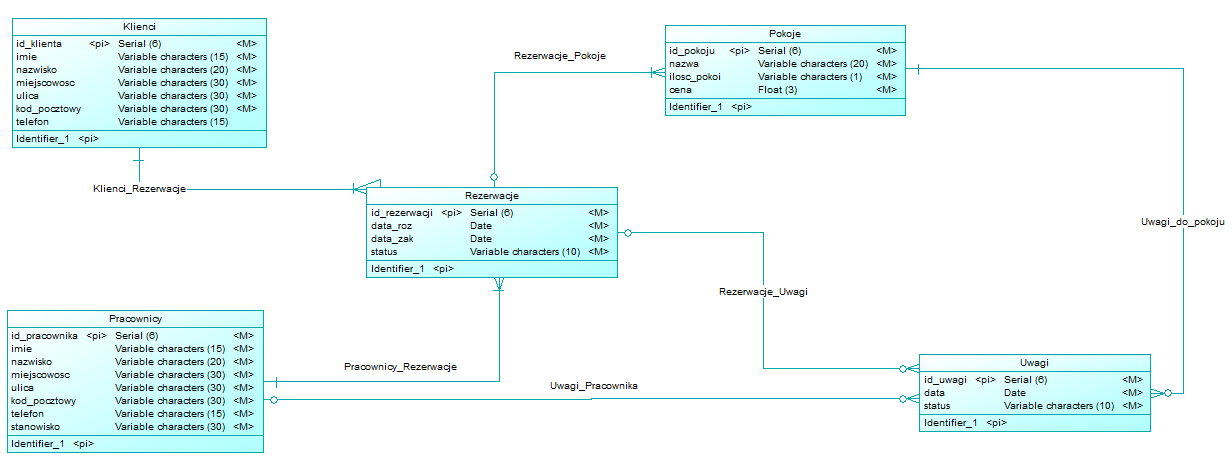 Klienci
id_klienta <pi> Serial (6) <M>
imie Variable characters (15) <M>
nazwisko Variable characters (20) <M>
miejscowosc Variable characters (30) <M>
ulica Variable characters (30) <M>
kod_pocztowy Variable characters (30) <M>
telefon Variable characters (15)
Identifier_1 <pi>
Rezerwacje_Pokoje
Pokoje
id_pokoju <pi> Serial (6) <M>
nazwa Variable characters (20) <M>
ilosc_pokoi Variable characters (1) <M>
cena Float (3) <M>
Identifier_1 <pi>
Klienci_Rezerwacje
Rezerwacje
id_rezerwacji <pi> Serial (6) <M>
data_roz Date <M>
data_zak Date <M>
status Variable characters (10) <M>
Identifier_1 <pi>
Uwagi_do_pokoju
Rezerwacje_Uwagi
Pracownicy
id_pracownika <pi> Serial (6) <M>
imie Variable characters (15) <M>
nazwisko Variable characters (20) <M>
miejscowosc Variable characters (30) <M>
ulica Variable characters (30) <M>
kod_pocztowy Variable characters (30) <M>
telefon Variable characters (15) <M>
stanowisko Variable characters (30) <M>
Identifier_1 <pi>
Pracownicy_Rezerwacje
Uwagi_Pracownika
Uwagi
id_uwagi <pi> Serial (6) <M>
data Date <M>
status Variable characters (10) <M>
Identifier_1 <pi>